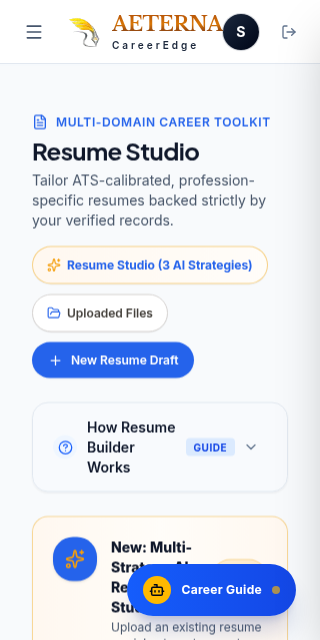 AETERNA
CareerEdge
S
MULTI-DOMAIN CAREER TOOLKIT
Resume Studio
Tailor ATS-calibrated, profession-
specific resumes backed strictly by
your verified records.
Resume Studio (3 AI Strategies)
Uploaded Files
New Resume Draft
How Resume
Builder
Works
GUIDE
New: Multi-
Career Guide
Upload an existing resume